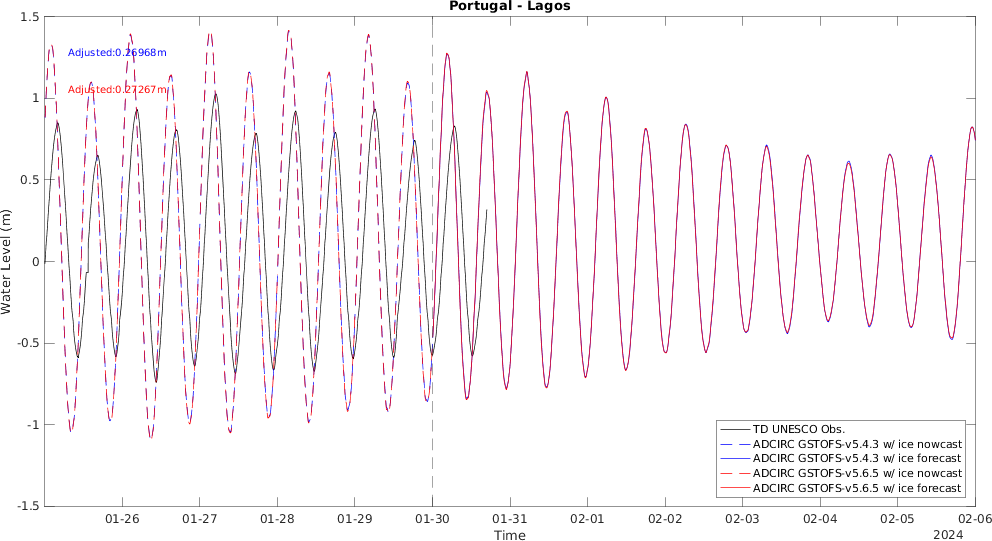 Portugal - Lagos
1.5
1
0.5
0
-0.5
-1
-1.5
Water Level (m)
Adjusted:0.26968m
Adjusted:0.27267m
TD UNESCO Obs.
ADCIRC GSTOFS-v5.4.3 w/ ice nowcast
ADCIRC GSTOFS-v5.4.3 w/ ice forecast
ADCIRC GSTOFS-v5.6.5 w/ ice nowcast
ADCIRC GSTOFS-v5.6.5 w/ ice forecast
01-26 01-27 01-28 01-29 01-30 01-31 02-01 02-02 02-03 02-04 02-05 02-06
Time
2024